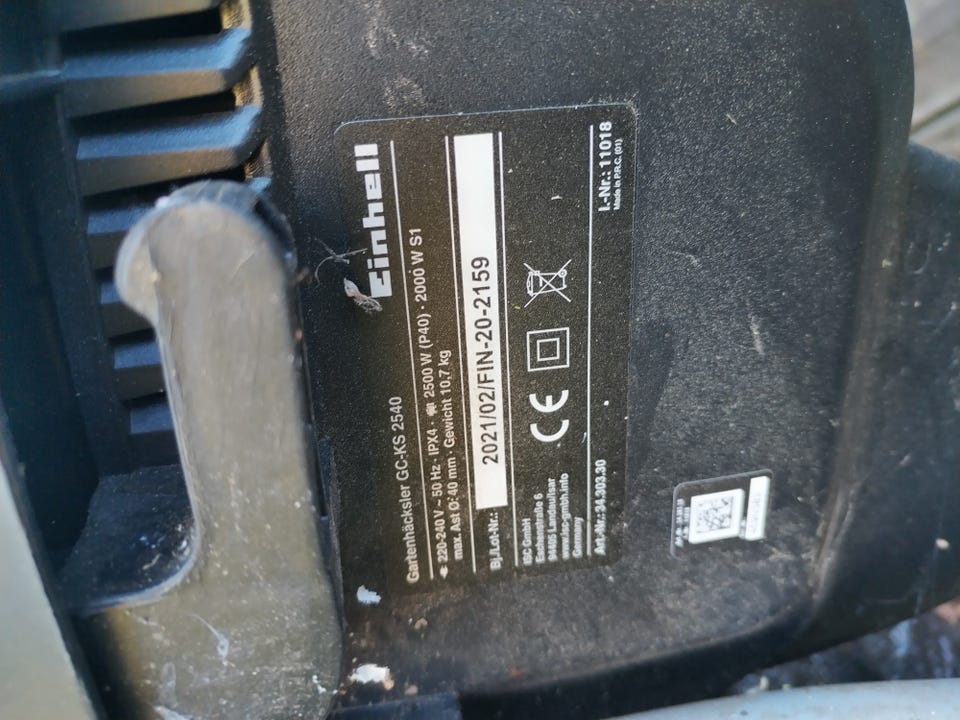 Einhell
Gartenhäcksler GC-KS 2540
220-240 V ~ 50 Hz · IPX4 · 2500 W (P40) · 2000 W S1
max. Ast Ø: 40 mm · Gewicht 10,7 kg
Bj./Lot-Nr.: 2021/02/FIN-20-2159
ISC GmbH
Eschenstraße 6
94405 Landau/Isar
www.isc-gmbh.info
Germany
CE
Art.-Nr.: 34.303.30 I.-Nr.: 11018
Made in P.R.C. (01)